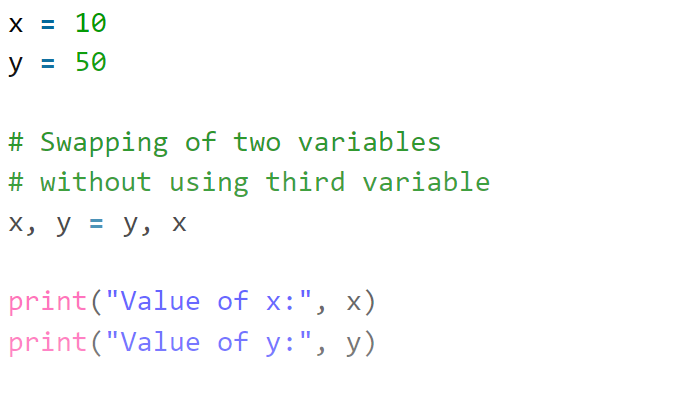 x = 10
y = 50
# Swapping of two variables
# without using third variable
x, y = y, x
print("Value of x:", x)
print("Value of y:", y)